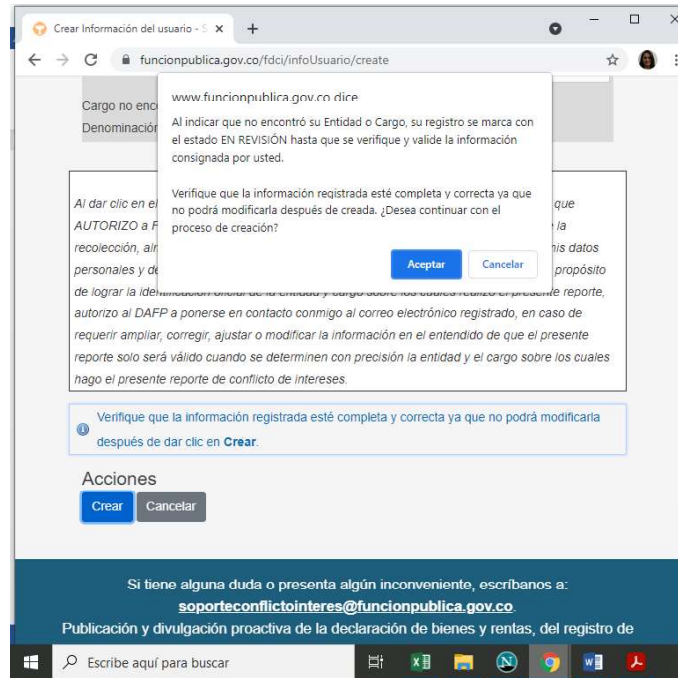 Crear Información del usuario - S
funcionpublica.gov.co/fdci/infoUsuario/create
www.funcionpublica.gov.co dice
Al indicar que no encontró su Entidad o Cargo, su registro se marca con
el estado EN REVISIÓN hasta que se verifique y valide la información
consignada por usted.
Verifique que la información registrada esté completa y correcta ya que
no podrá modificarla después de creada. ¿Desea continuar con el
proceso de creación?
Aceptar Cancelar
Cargo no enc
Denominación
Al dar clic en el que
AUTORIZO a la
recolección, nis datos
personales y de propósito
de lograr la identificación oficial de la entidad y cargo sobre los cuales realizo el presente reporte,
autorizo al DAFP a ponerse en contacto conmigo al correo electrónico registrado, en caso de
requerir ampliar, corregir, ajustar o modificar la información en el entendido de que el presente
reporte solo será válido cuando se determinen con precisión la entidad y el cargo sobre los cuales
hago el presente reporte de conflicto de intereses.
Verifique que la información registrada esté completa y correcta ya que no podrá modificarla
después de dar clic en Crear.
Acciones
Crear Cancelar
Si tiene alguna duda o presenta algún inconveniente, escríbanos a:
soporteconflictointeres@funcionpublica.gov.co.
Publicación y divulgación proactiva de la declaración de bienes y rentas, del registro de
Escribe aquí para buscar